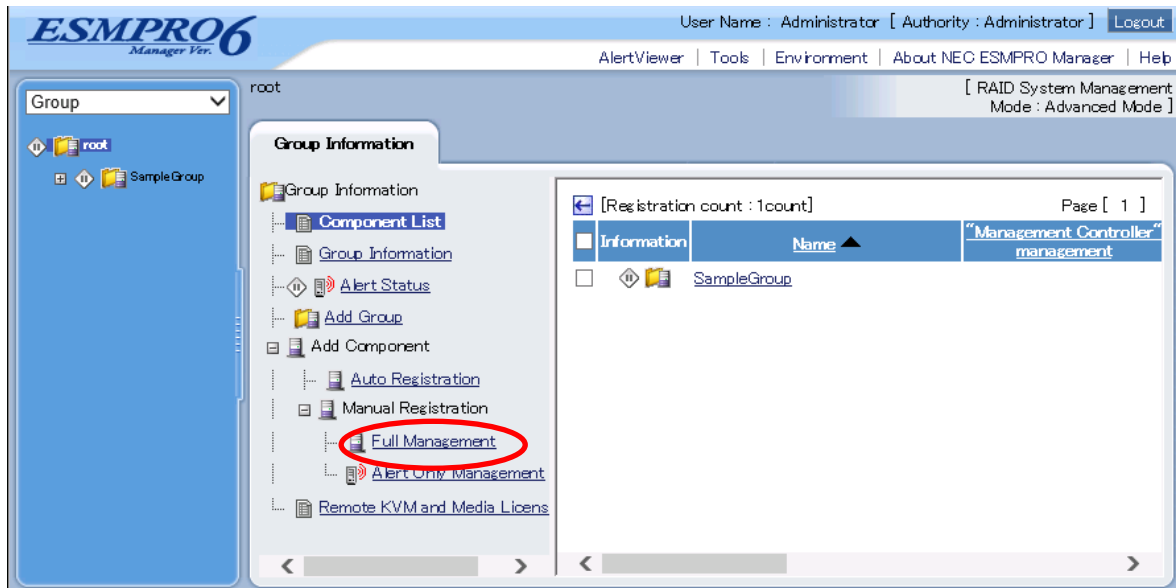 ESMPRO6
Manager Ver.
User Name : Administrator [ Authority : Administrator ] Logout
AlertViewer | Tools | Environment | About NEC ESMPRO Manager | Help
Group
root
SampleGroup
root
[ RAID System Management
Mode : Advanced Mode ]
Group Information
Group Information
Component List
Group Information
Alert Status
Add Group
Add Component
Auto Registration
Manual Registration
Full Management
Alert Only Management
Remote KVM and Media Licens
[Registration count : 1count]
Page [ 1 ]
Information
Name
"Management Controller"
management
SampleGroup